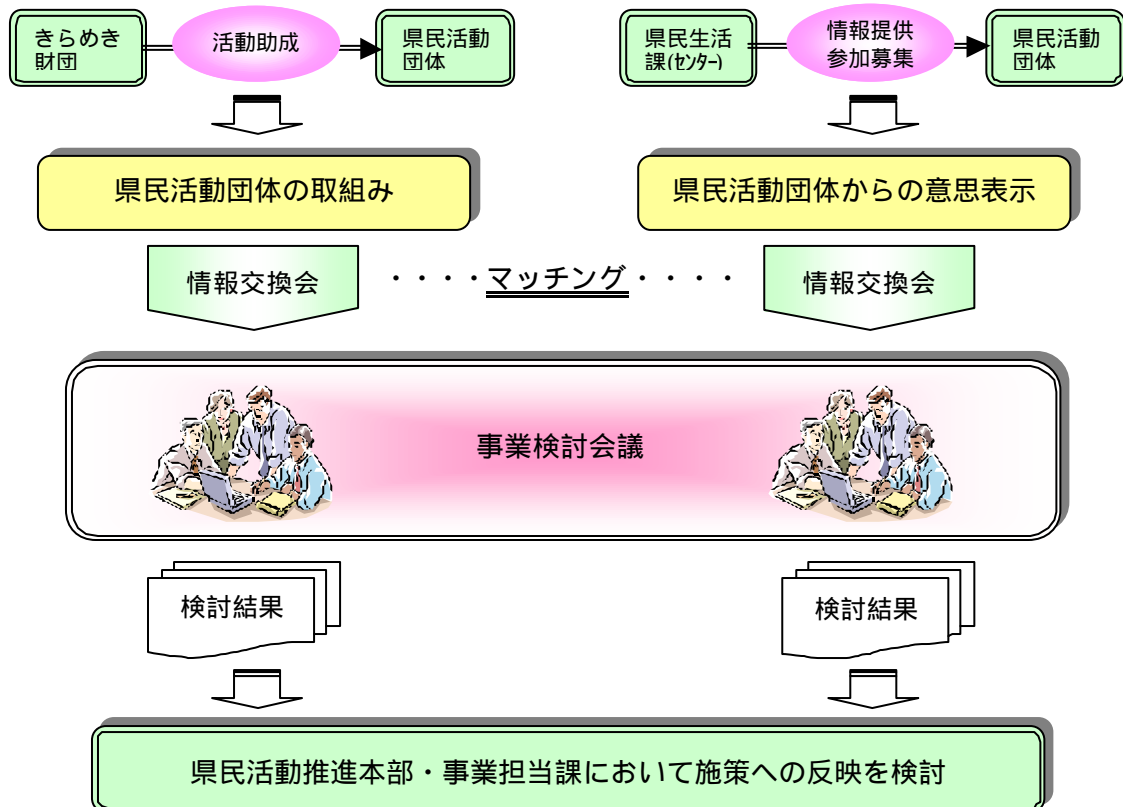 きらめき
財団
活動助成
県民活動
団体
県民生活
課(ｾﾝﾀｰ)
情報提供
参加募集
県民活動
団体
県民活動団体の取組み
県民活動団体からの意思表示
情報交換会
・・・・マッチング・・・・
情報交換会
事業検討会議
検討結果
検討結果
県民活動推進本部・事業担当課において施策への反映を検討